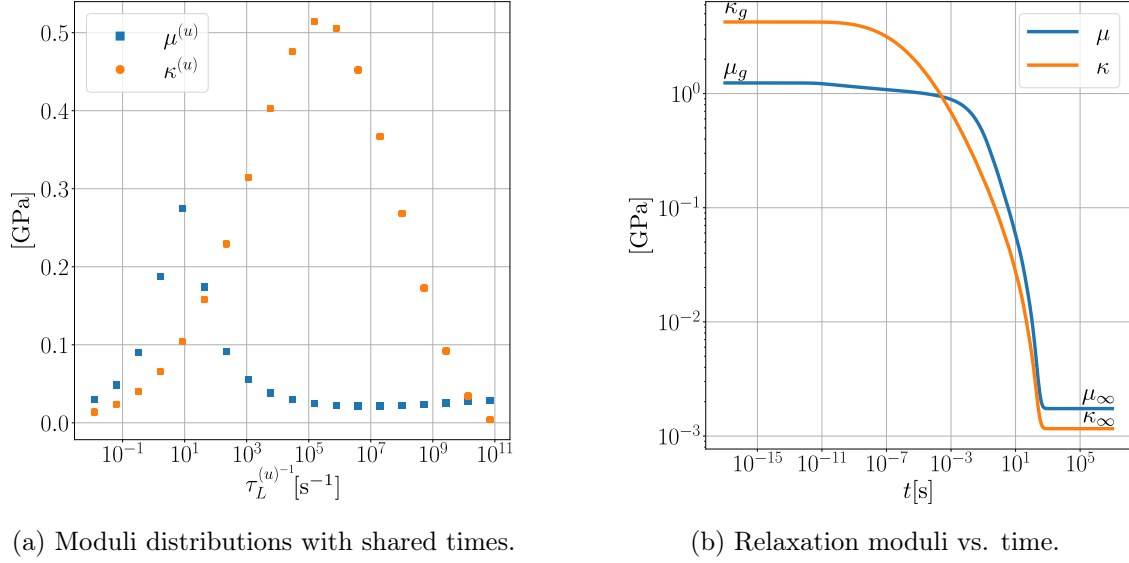 [GPa]
0.5
0.4
0.3
0.2
0.1
0.0
μ^(u)
κ^(u)
10^−1
10^1
10^3
10^5
10^7
10^9
10^11
τ_L^(u)^−1 [s^−1]
(a) Moduli distributions with shared times.
[GPa]
10^0
10^−1
10^−2
10^−3
κ_g
μ_g
μ
κ
μ_∞
κ_∞
10^−15
10^−11
10^−7
10^−3
10^1
10^5
t[s]
(b) Relaxation moduli vs. time.